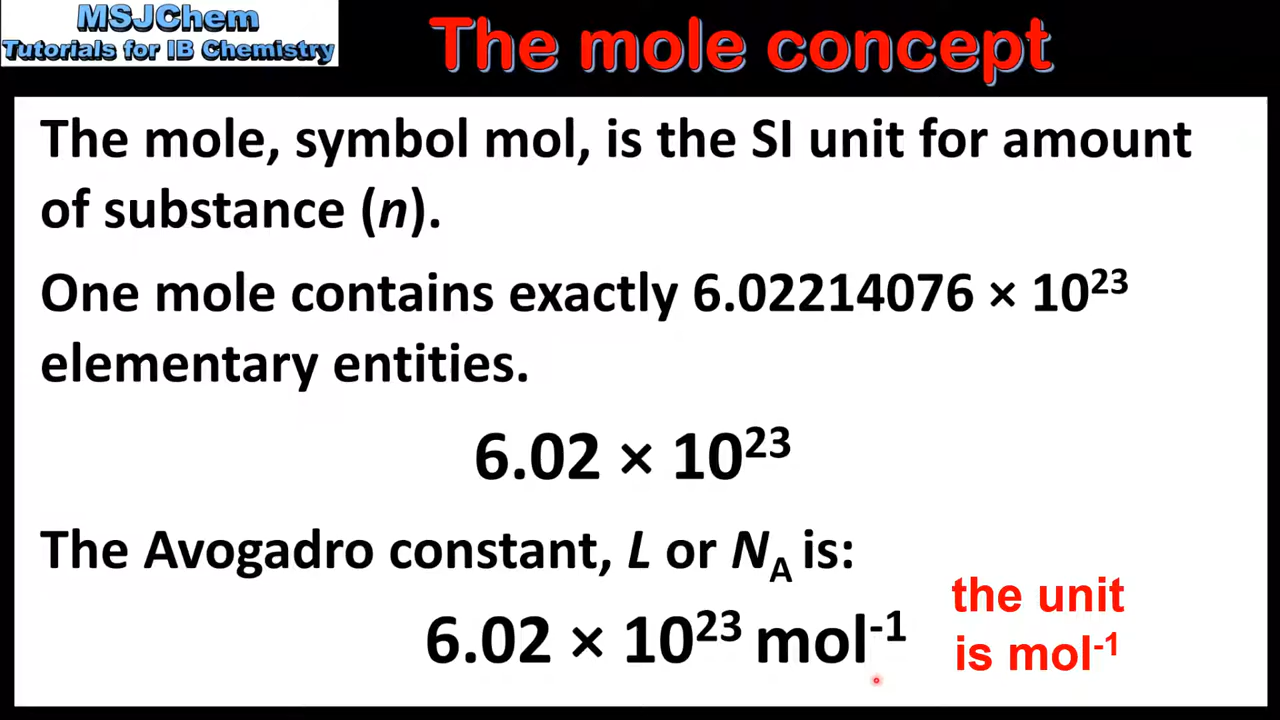 MSJChem
Tutorials for IB Chemistry
The mole concept
The mole, symbol mol, is the SI unit for amount
of substance (n).
One mole contains exactly 6.02214076 × 10²³
elementary entities.
6.02 × 10²³
The Avogadro constant, L or N_A is:
6.02 × 10²³ mol⁻¹
the unit
is mol⁻¹